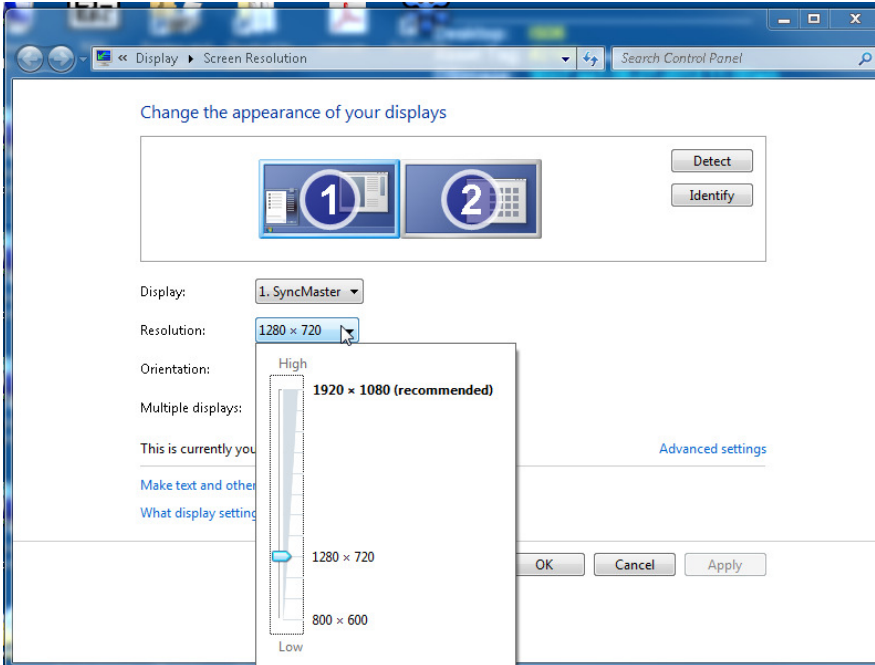 « Display ▸ Screen Resolution
Search Control Panel
Change the appearance of your displays
1
2
Detect
Identify
Display:
1. SyncMaster
Resolution:
1280 × 720
Orientation:
High
1920 × 1080 (recommended)
Multiple displays:
This is currently you
Advanced settings
Make text and other
What display setting
1280 × 720
OK
Cancel
Apply
800 × 600
Low